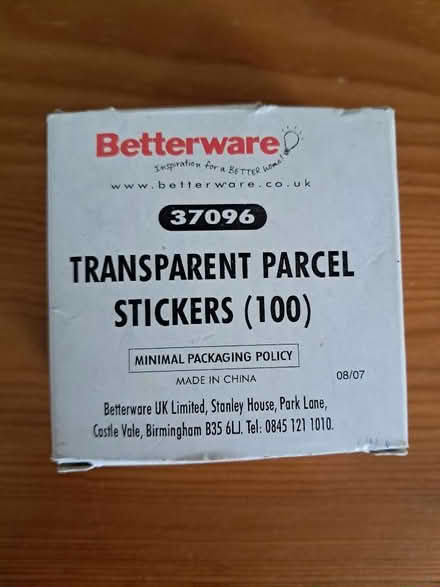 Betterware
Inspiration for a BETTER home!
www.betterware.co.uk
37096
TRANSPARENT PARCEL
STICKERS (100)
MINIMAL PACKAGING POLICY
MADE IN CHINA
08/07
Betterware UK Limited, Stanley House, Park Lane,
Castle Vale, Birmingham B35 6LJ. Tel: 0845 121 1010.